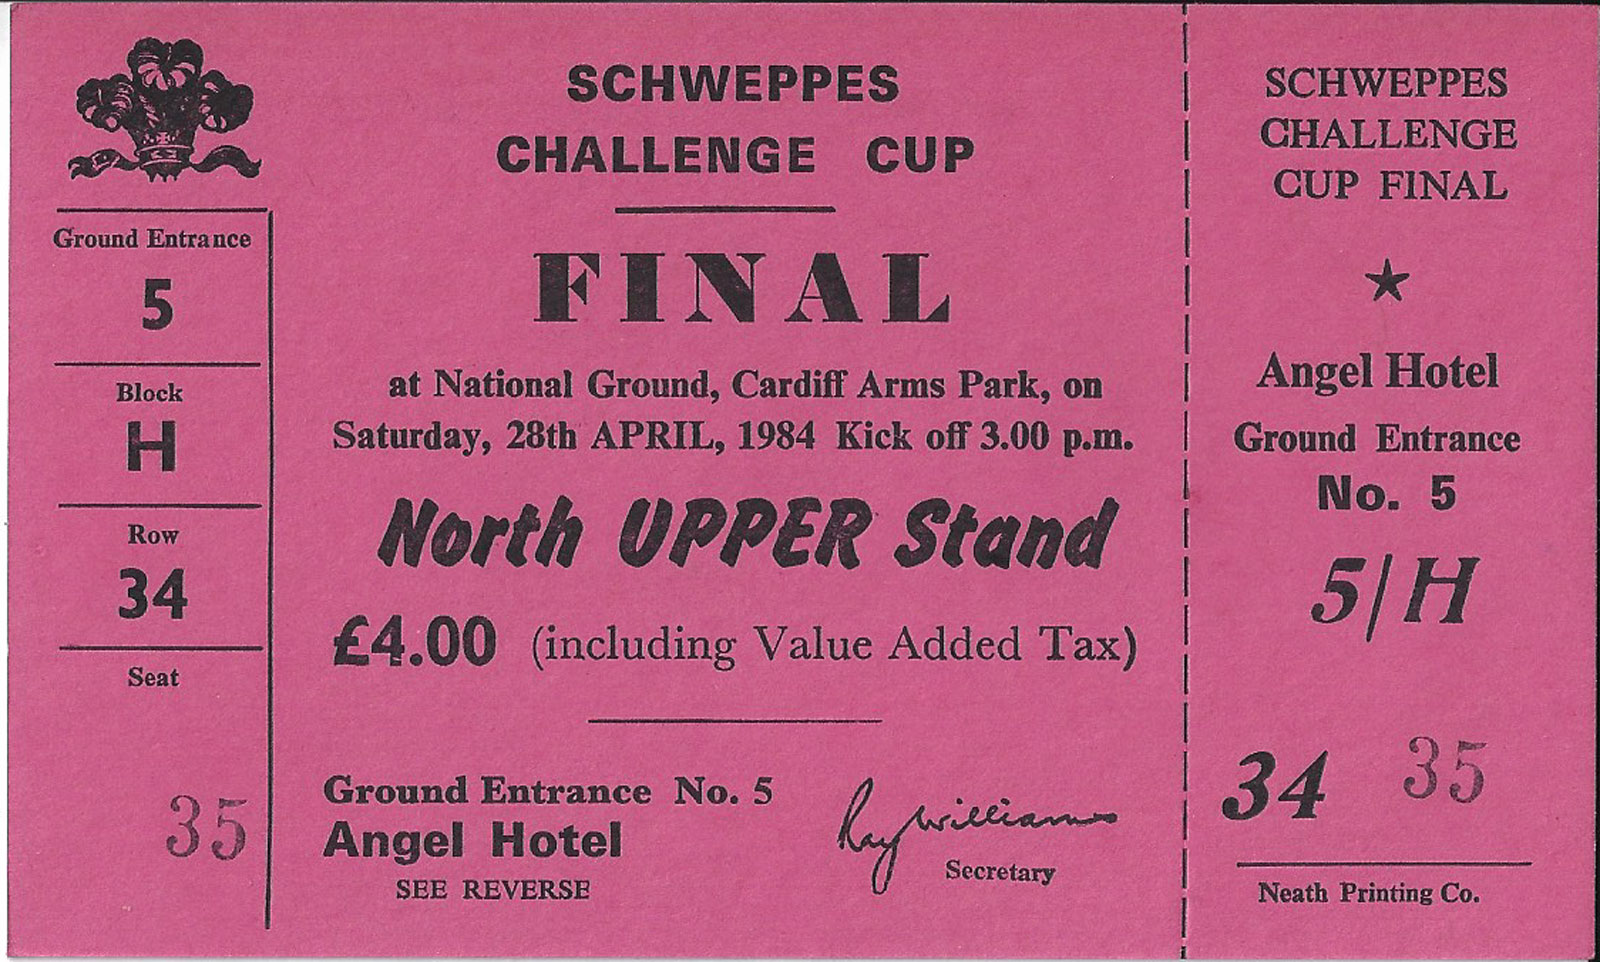 SCHWEPPES
CHALLENGE CUP
FINAL
at National Ground, Cardiff Arms Park, on
Saturday, 28th APRIL, 1984 Kick off 3.00 p.m.
North UPPER Stand
£4.00 (including Value Added Tax)
Ground Entrance No. 5
Angel Hotel
SEE REVERSE
Ray Williams
Secretary
Ground Entrance
5
Block
H
Row
34
Seat
35
SCHWEPPES
CHALLENGE
CUP FINAL
Angel Hotel
Ground Entrance
No. 5
5/H
34 35
Neath Printing Co.